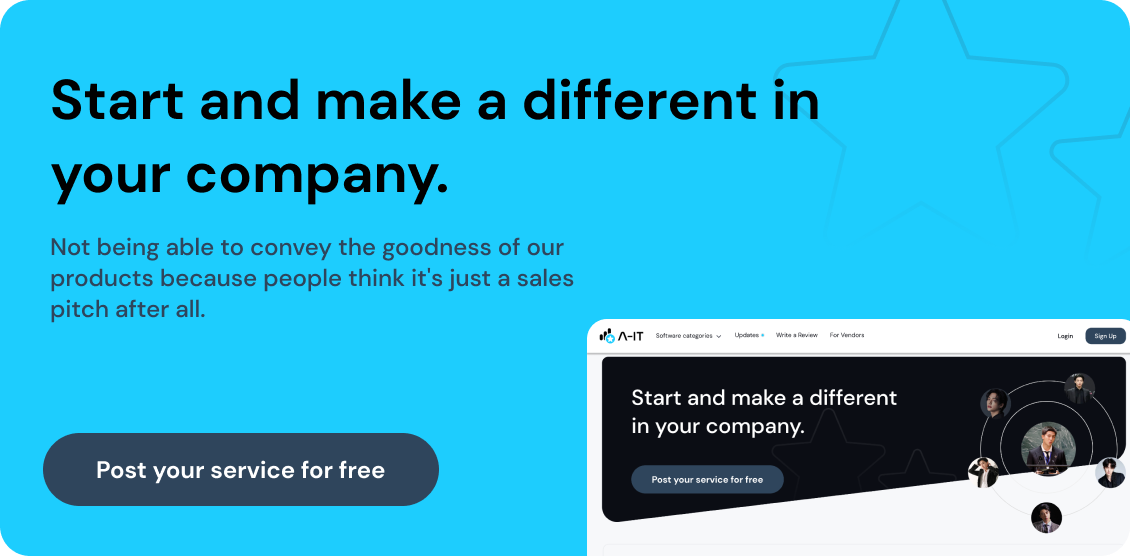 Start and make a different in
your company.
Not being able to convey the goodness of our
products because people think it's just a sales
pitch after all.
Post your service for free
Λ-IT Software categories Updates Write a Review For Vendors Login Sign Up
Start and make a different
in your company.
Post your service for free